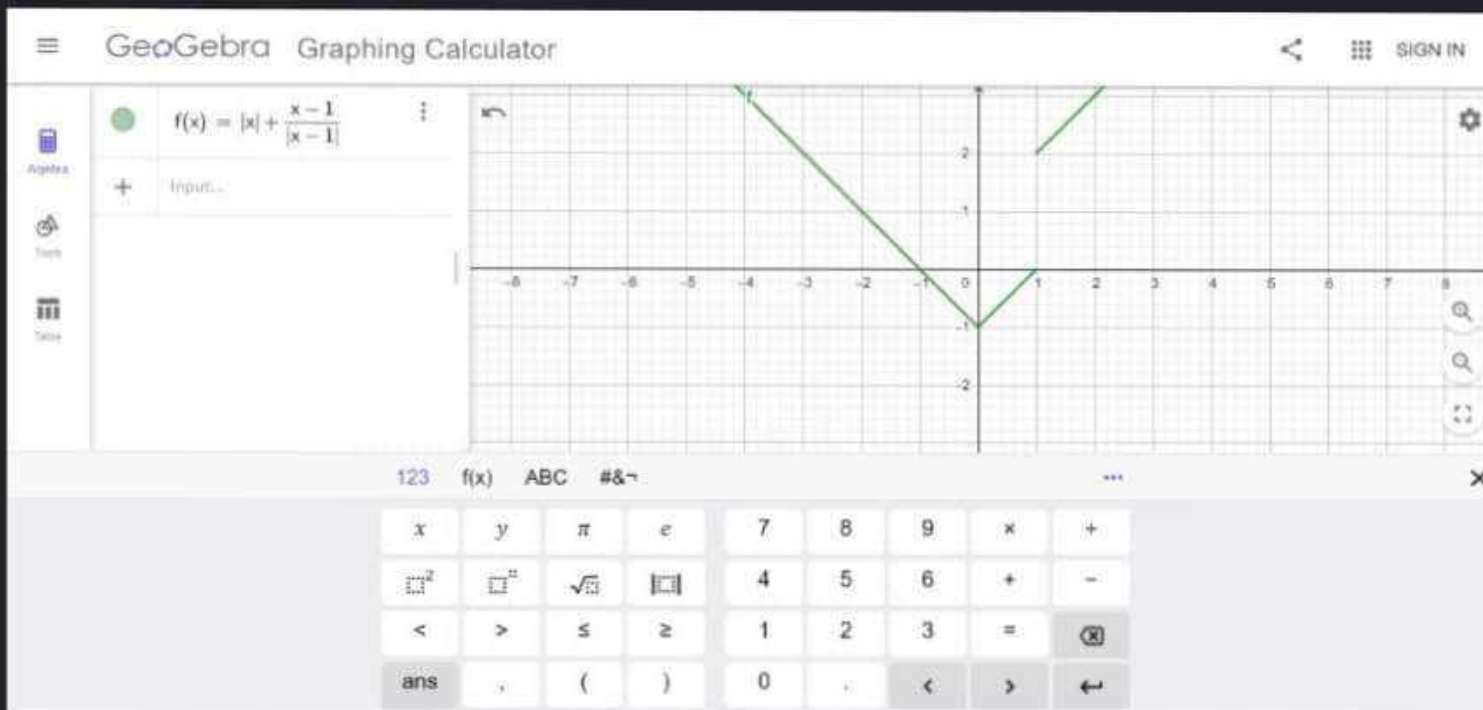 GeoGebra Graphing Calculator
SIGN IN
Algebra
Tools
Table
f(x) = |x| + \frac{x − 1}{|x − 1|}
+ Input...
f
2
1
-1
-2
-8 -7 -6 -5 -4 -3 -2 -1 0 1 2 3 4 5 6 7 8
123 f(x) ABC #&¬ ...
x y π e 7 8 9 × +
□² □^□ √□ |□| 4 5 6 + −
< > ≤ ≥ 1 2 3 =
ans , ( ) 0 . < >